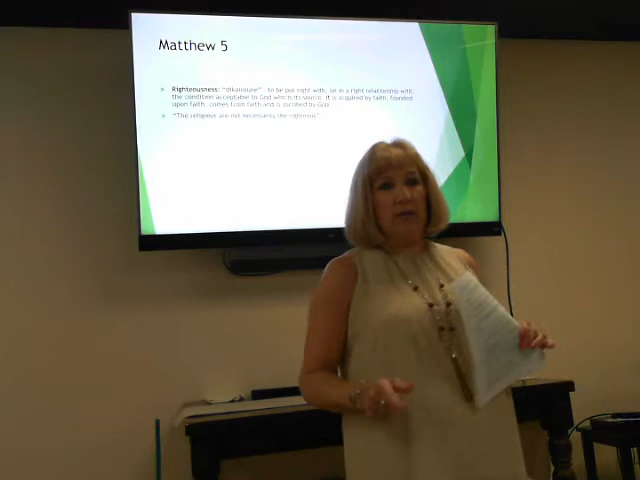 Matthew 5
Righteousness: "dikaiosune" - to be put right with, be in a right relationship with,
the condition acceptable to God who is its source. It is acquired by faith, founded
upon faith, comes from faith and is ascribed by God.
"The religious are not necessarily the righteous"